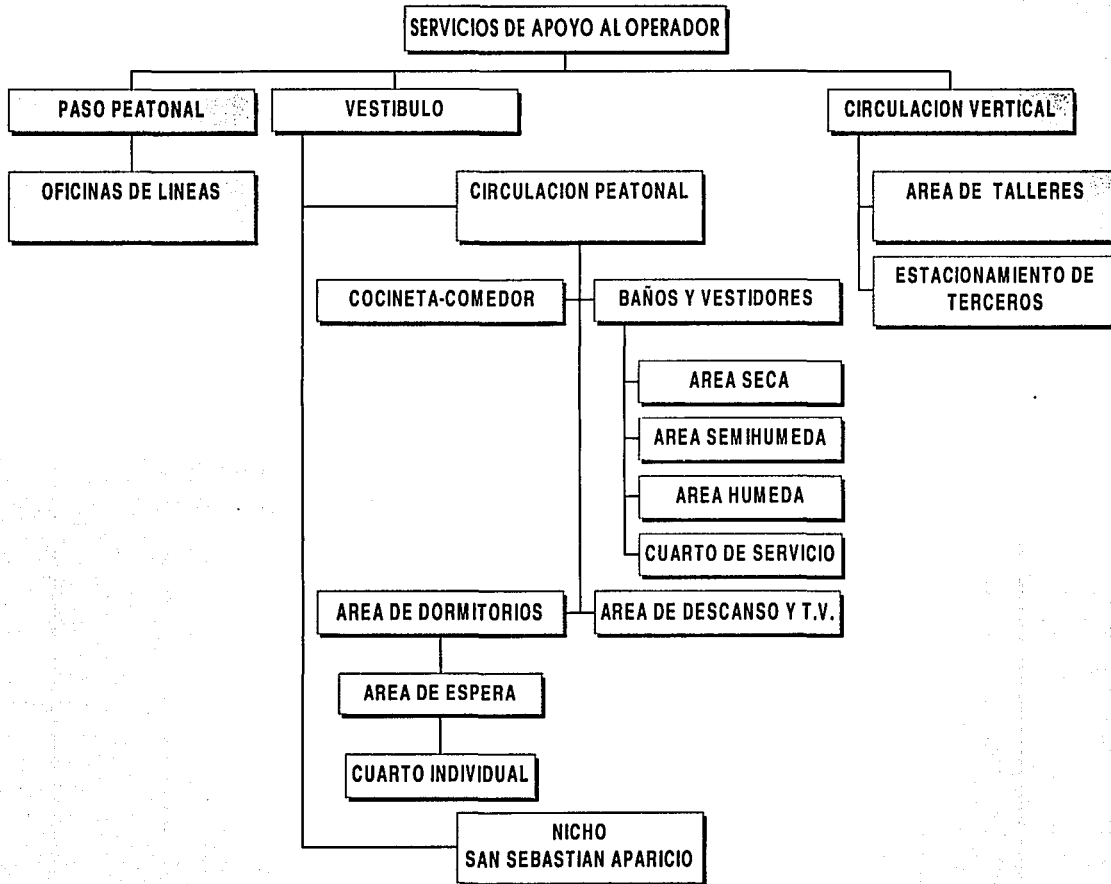 SERVICIOS DE APOYO AL OPERADOR
PASO PEATONAL
VESTIBULO
CIRCULACION VERTICAL
OFICINAS DE LINEAS
CIRCULACION PEATONAL
AREA DE TALLERES
ESTACIONAMIENTO DE
TERCEROS
COCINETA-COMEDOR
BAÑOS Y VESTIDORES
AREA SECA
AREA SEMIHUMEDA
AREA HUMEDA
CUARTO DE SERVICIO
AREA DE DORMITORIOS
AREA DE DESCANSO Y T.V.
AREA DE ESPERA
CUARTO INDIVIDUAL
NICHO
SAN SEBASTIAN APARICIO